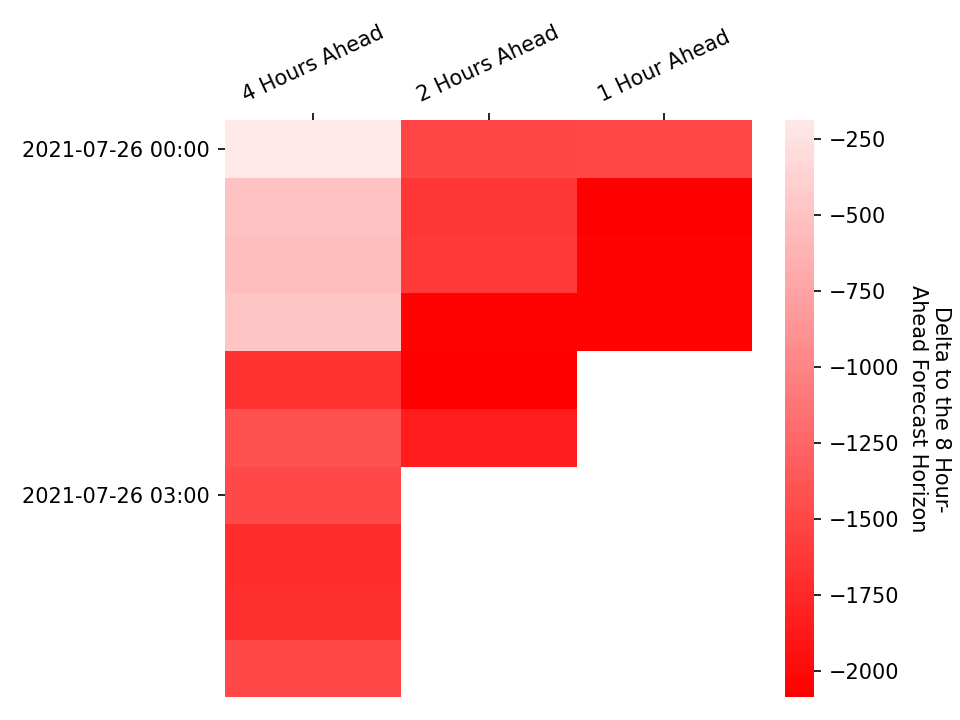 4 Hours Ahead
2 Hours Ahead
1 Hour Ahead
2021-07-26 00:00
2021-07-26 03:00
−250
−500
−750
−1000
−1250
−1500
−1750
−2000
Delta to the 8 Hour-
Ahead Forecast Horizon